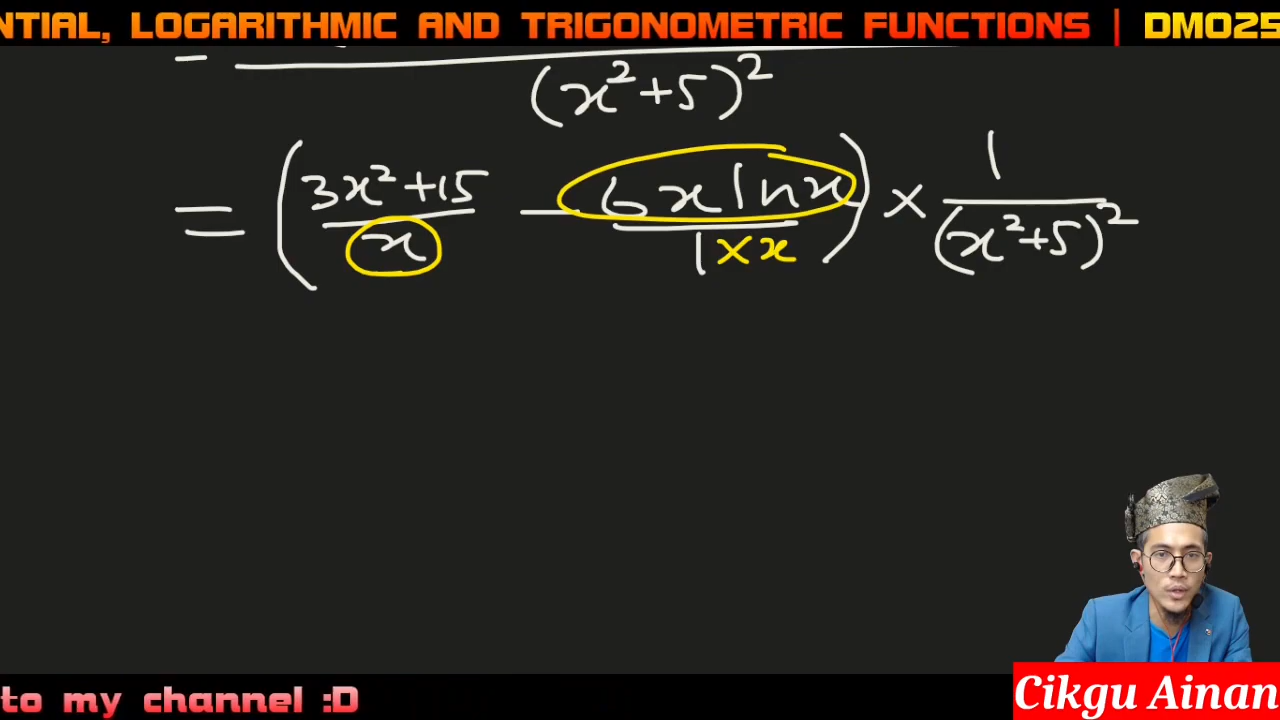 NTIAL, LOGARITHMIC AND TRIGONOMETRIC FUNCTIONS | DM025
(x²+5)²
= ((3x²+15)/x − (6x ln x)/(1×x)) × 1/(x²+5)²
to my channel :D
Cikgu Ainan